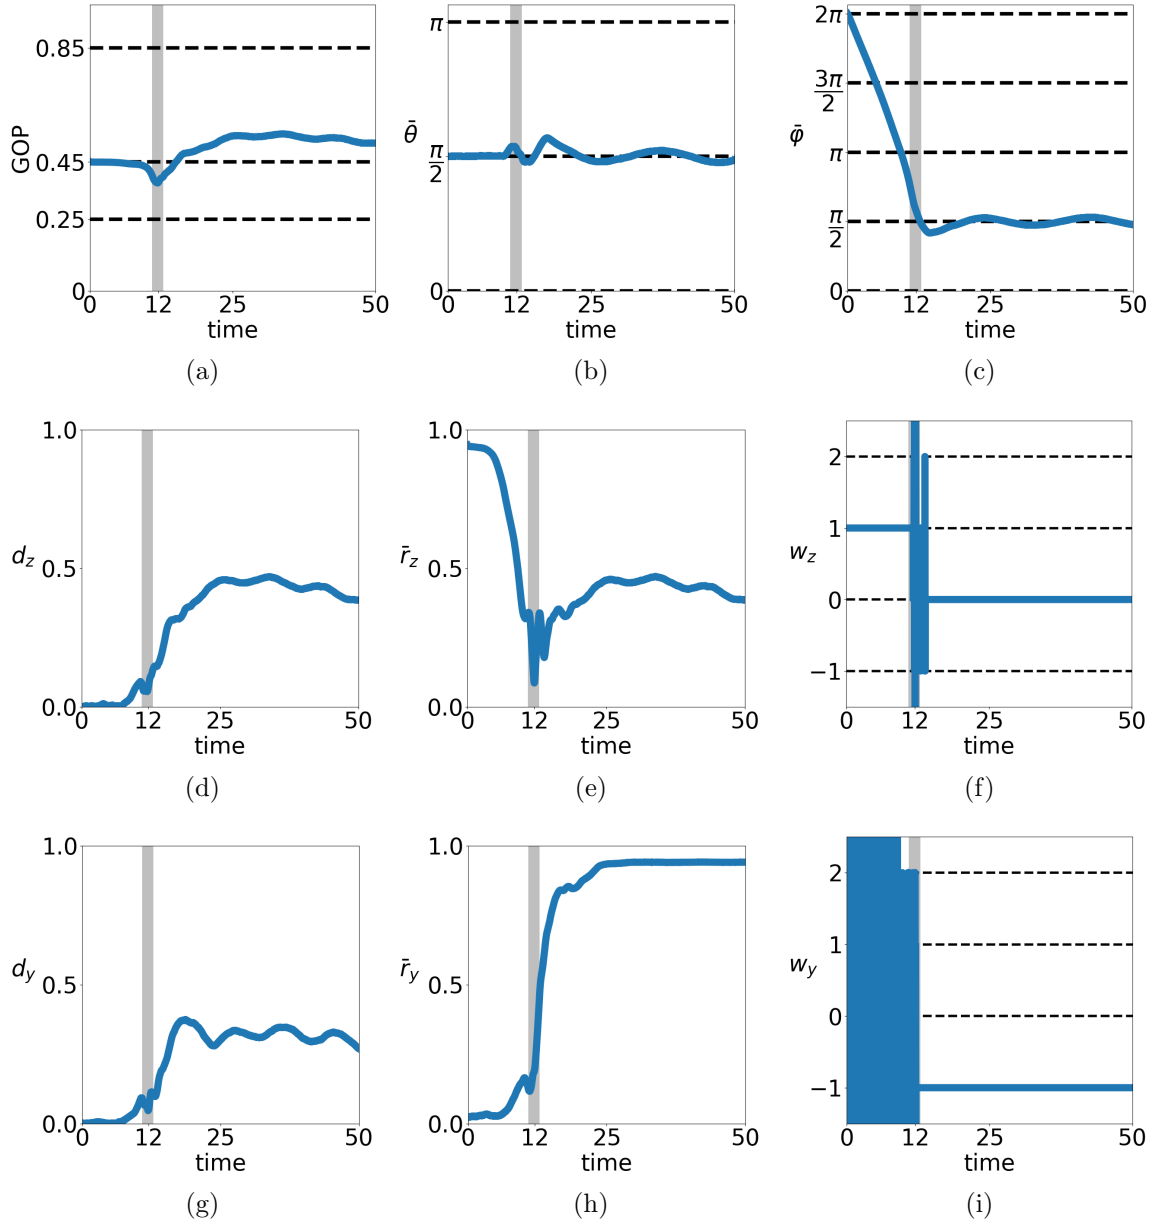 GOP
0.85
0.45
0.25
0
0 12 25 50
time
(a)
θ̄
π
π/2
0
0 12 25 50
time
(b)
φ̄
2π
3π/2
π
π/2
0
0 12 25 50
time
(c)
d_z
1.0
0.5
0.0
0 12 25 50
time
(d)
r̄_z
1.0
0.5
0.0
0 12 25 50
time
(e)
w_z
2
1
0
−1
0 12 25 50
time
(f)
d_y
1.0
0.5
0.0
0 12 25 50
time
(g)
r̄_y
1.0
0.5
0.0
0 12 25 50
time
(h)
w_y
2
1
0
−1
0 12 25 50
time
(i)